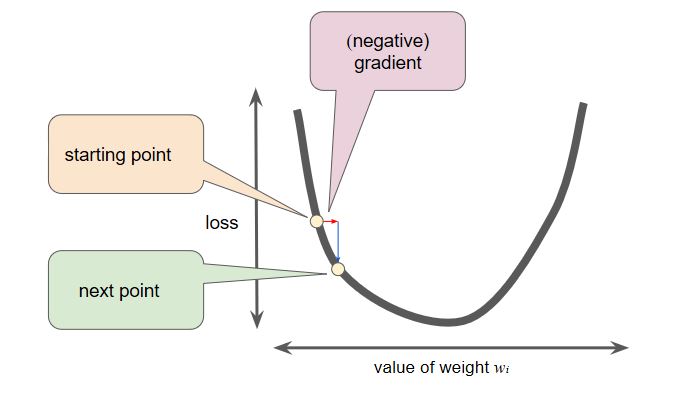 (negative)
gradient
starting point
loss
next point
value of weight wᵢ